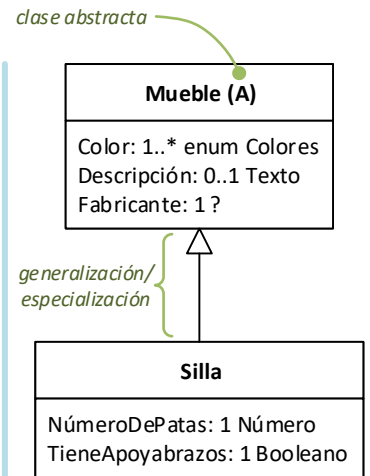 clase abstracta
Mueble (A)
Color: 1..* enum Colores
Descripción: 0..1 Texto
Fabricante: 1 ?
generalización/
especialización
Silla
NúmeroDePatas: 1 Número
TieneApoyabrazos: 1 Booleano